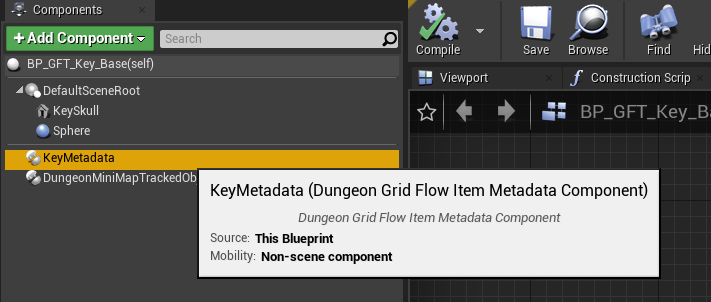 Components
+ Add Component
Search
BP_GFT_Key_Base(self)
DefaultSceneRoot
KeySkull
Sphere
KeyMetadata
DungeonMiniMapTrackedOb
KeyMetadata (Dungeon Grid Flow Item Metadata Component)
Dungeon Grid Flow Item Metadata Component
Source: This Blueprint
Mobility: Non-scene component
Compile
Save
Browse
Find
Hid
Viewport
f Construction Scrip
BP_GFT_Key_Ba